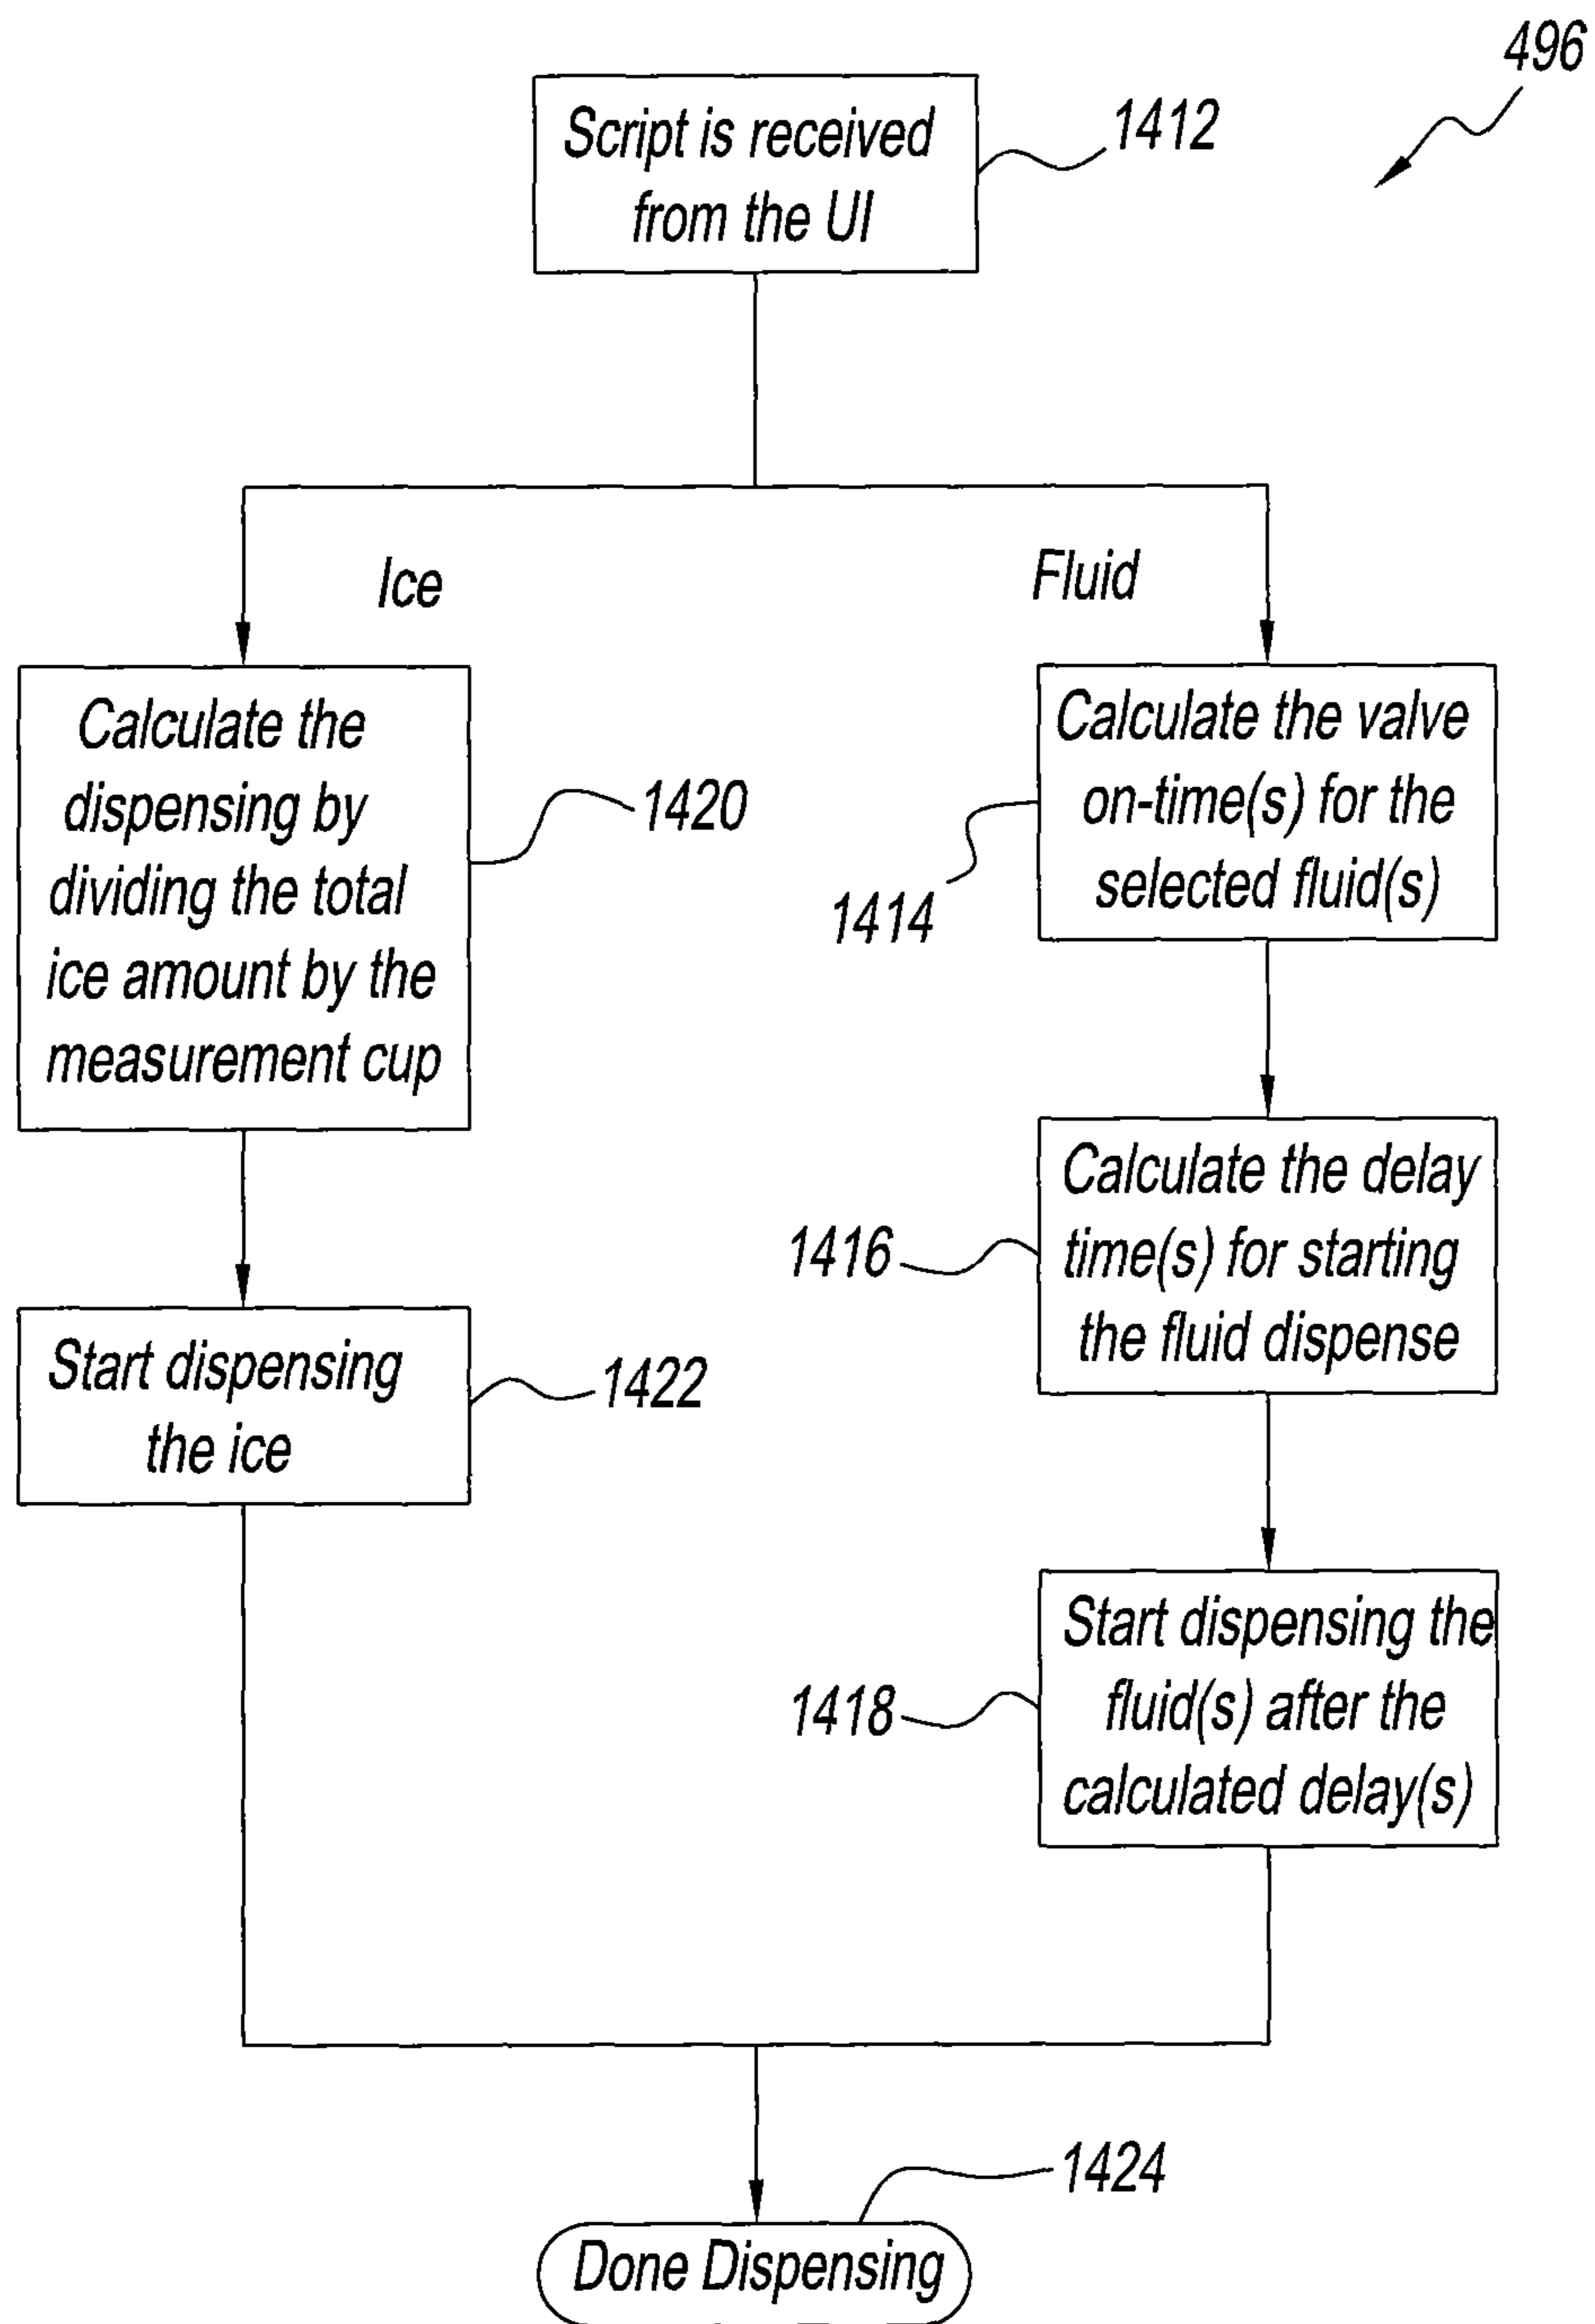 496
Script is received
from the UI
1412
Ice
Fluid
Calculate the
dispensing by
dividing the total
ice amount by the
measurement cup
1420
Calculate the valve
on-time(s) for the
selected fluid(s)
1414
Calculate the delay
time(s) for starting
the fluid dispense
1416
Start dispensing
the ice
1422
Start dispensing the
fluid(s) after the
calculated delay(s)
1418
1424
Done Dispensing